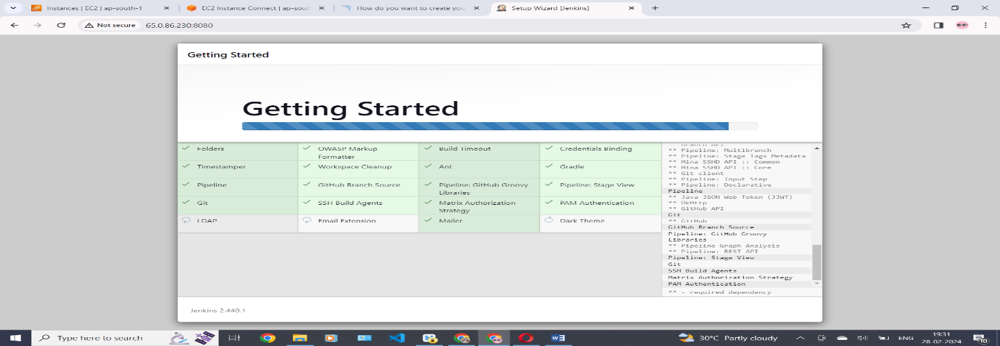 Instances | EC2 | ap-south-1
EC2 Instance Connect | ap-sout
How do you want to create you
Setup Wizard [Jenkins]
Not secure
65.0.86.230:8080
Getting Started
Getting Started
Folders
OWASP Markup
Formatter
Build Timeout
Credentials Binding
Timestamper
Workspace Cleanup
Ant
Gradle
Pipeline
GitHub Branch Source
Pipeline: GitHub Groovy
Libraries
Pipeline: Stage View
Git
SSH Build Agents
Matrix Authorization
Strategy
PAM Authentication
LDAP
Email Extension
Mailer
Dark Theme
Branch API
** Pipeline: Multibranch
** Pipeline: Stage Tags Metadata
** Mina SSHD API :: Common
** Mina SSHD API :: Core
** Git client
** Pipeline: Input Step
** Pipeline: Declarative
Pipeline
** Java JSON Web Token (JJWT)
** OkHttp
** GitHub API
Git
** GitHub
GitHub Branch Source
Pipeline: GitHub Groovy
Libraries
** Pipeline Graph Analysis
** Pipeline: REST API
Pipeline: Stage View
Git
SSH Build Agents
Matrix Authorization Strategy
PAM Authentication
** - required dependency
Jenkins 2.440.1
Type here to search
30°C Partly cloudy
ENG
19:31
28-02-2024
10